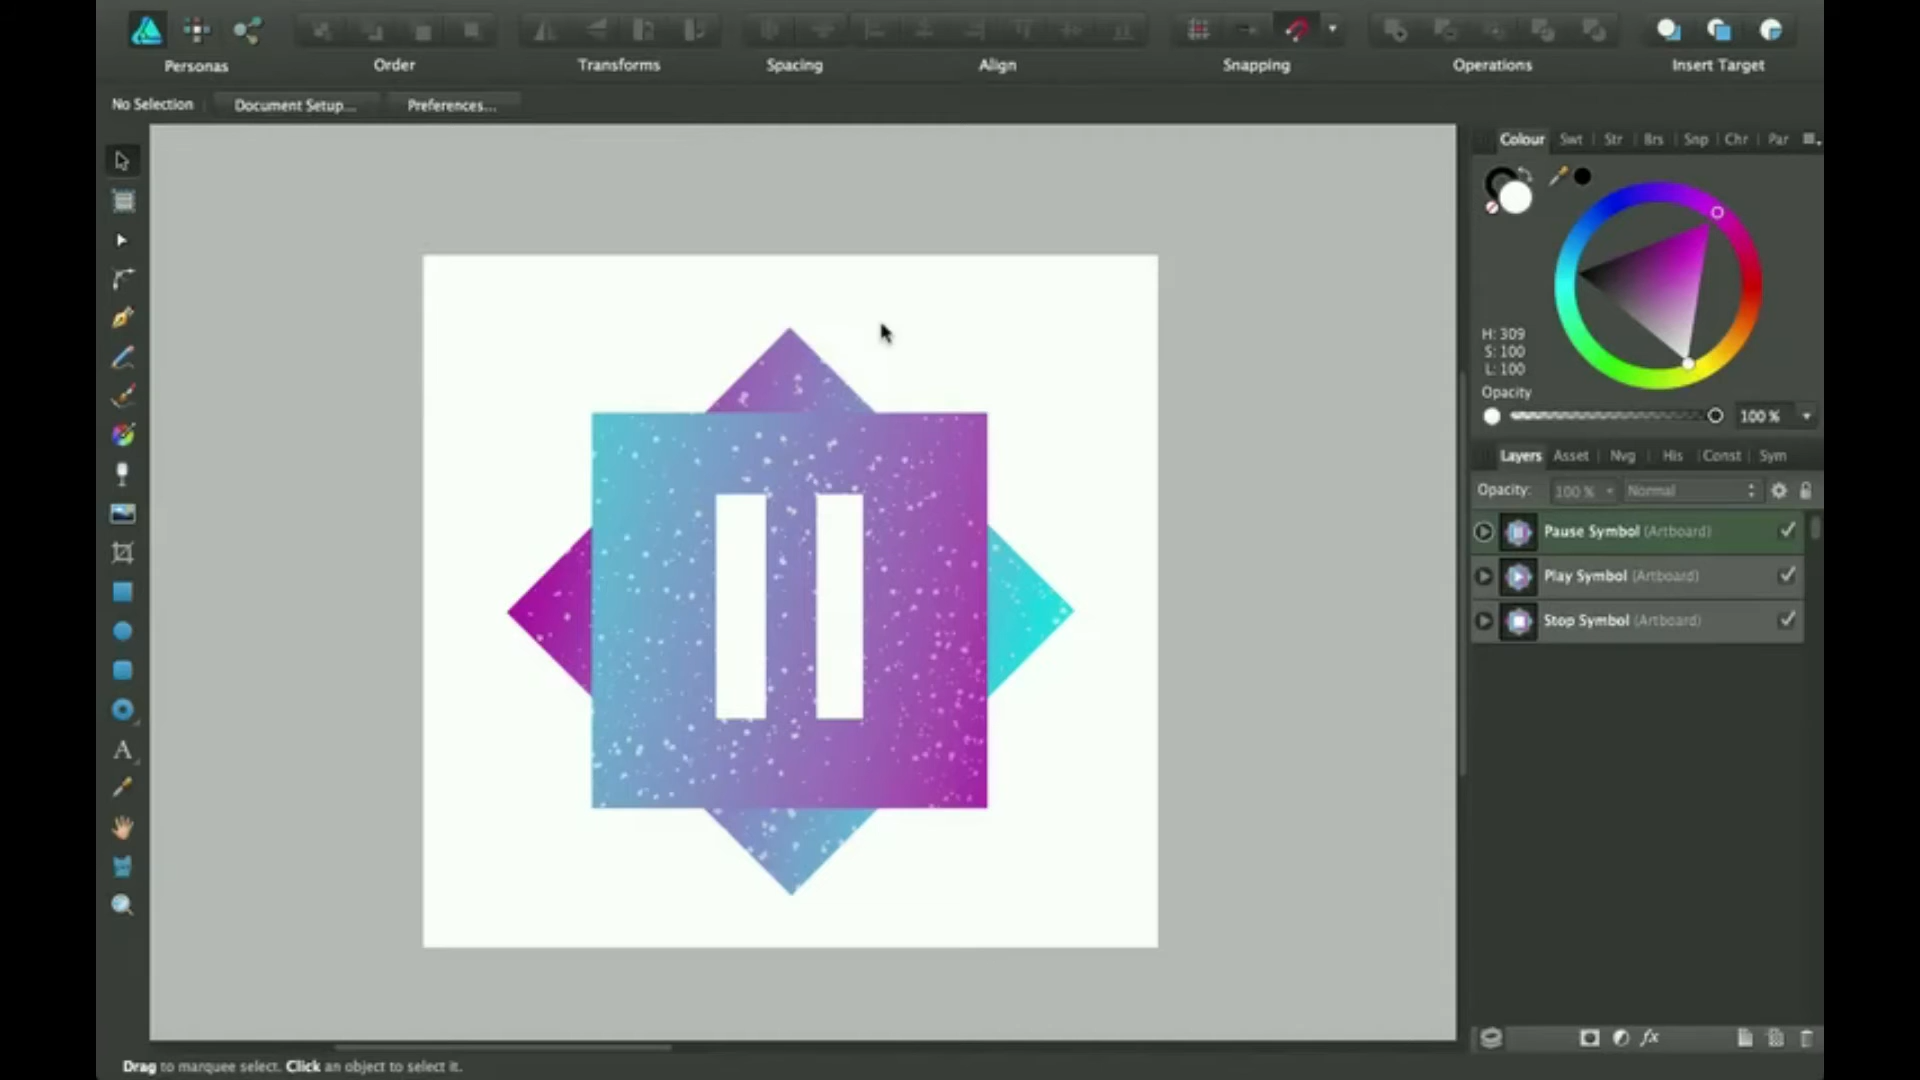 Personas
Order
Transforms
Spacing
Align
Snapping
Operations
Insert Target
No Selection
Document Setup...
Preferences...
Colour
Swt
Str
Brs
Snp
Chr
Par
H: 309
S: 100
L: 100
Opacity
100 %
Layers
Asset
Nvg
His
Const
Sym
Opacity:
100 %
Normal
Pause Symbol (Artboard)
Play Symbol (Artboard)
Stop Symbol (Artboard)
A
fx
Drag to marquee select. Click an object to select it.